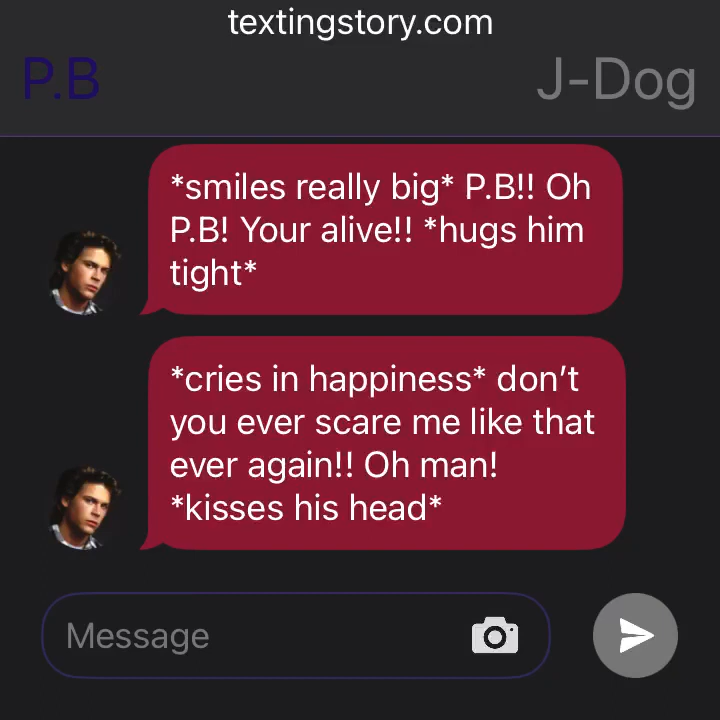 textingstory.com
P.B
J-Dog
*smiles really big* P.B!! Oh
P.B! Your alive!! *hugs him
tight*
*cries in happiness* don’t
you ever scare me like that
ever again!! Oh man!
*kisses his head*
Message